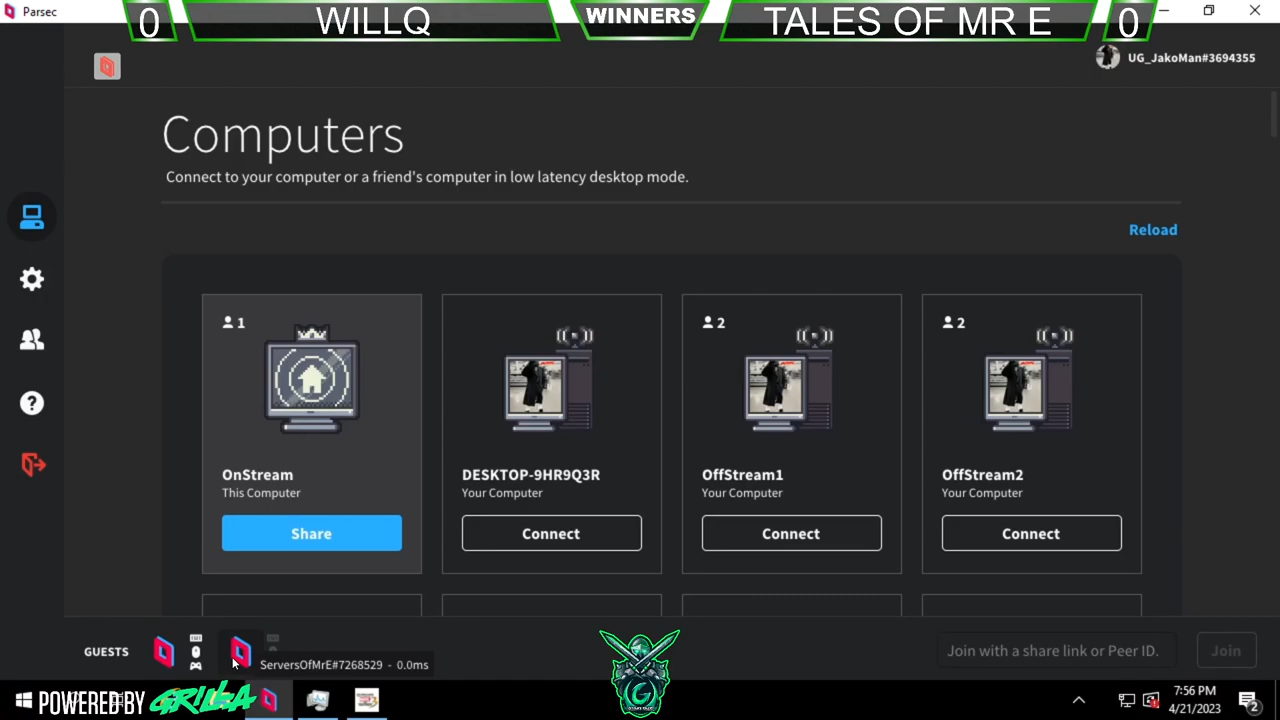 Parsec
0
WILLQ
WINNERS
TALES OF MR E
0
UG_JakoMan#3694355
Computers
Connect to your computer or a friend's computer in low latency desktop mode.
Reload
1
2
2
OnStream
This Computer
Share
DESKTOP-9HR9Q3R
Your Computer
Connect
OffStream1
Your Computer
Connect
OffStream2
Your Computer
Connect
GUESTS
ServersOfMrE#7268529 - 0.0ms
Join with a share link or Peer ID.
Join
POWERED BY GRILLA
G
7:56 PM
4/21/2023
2